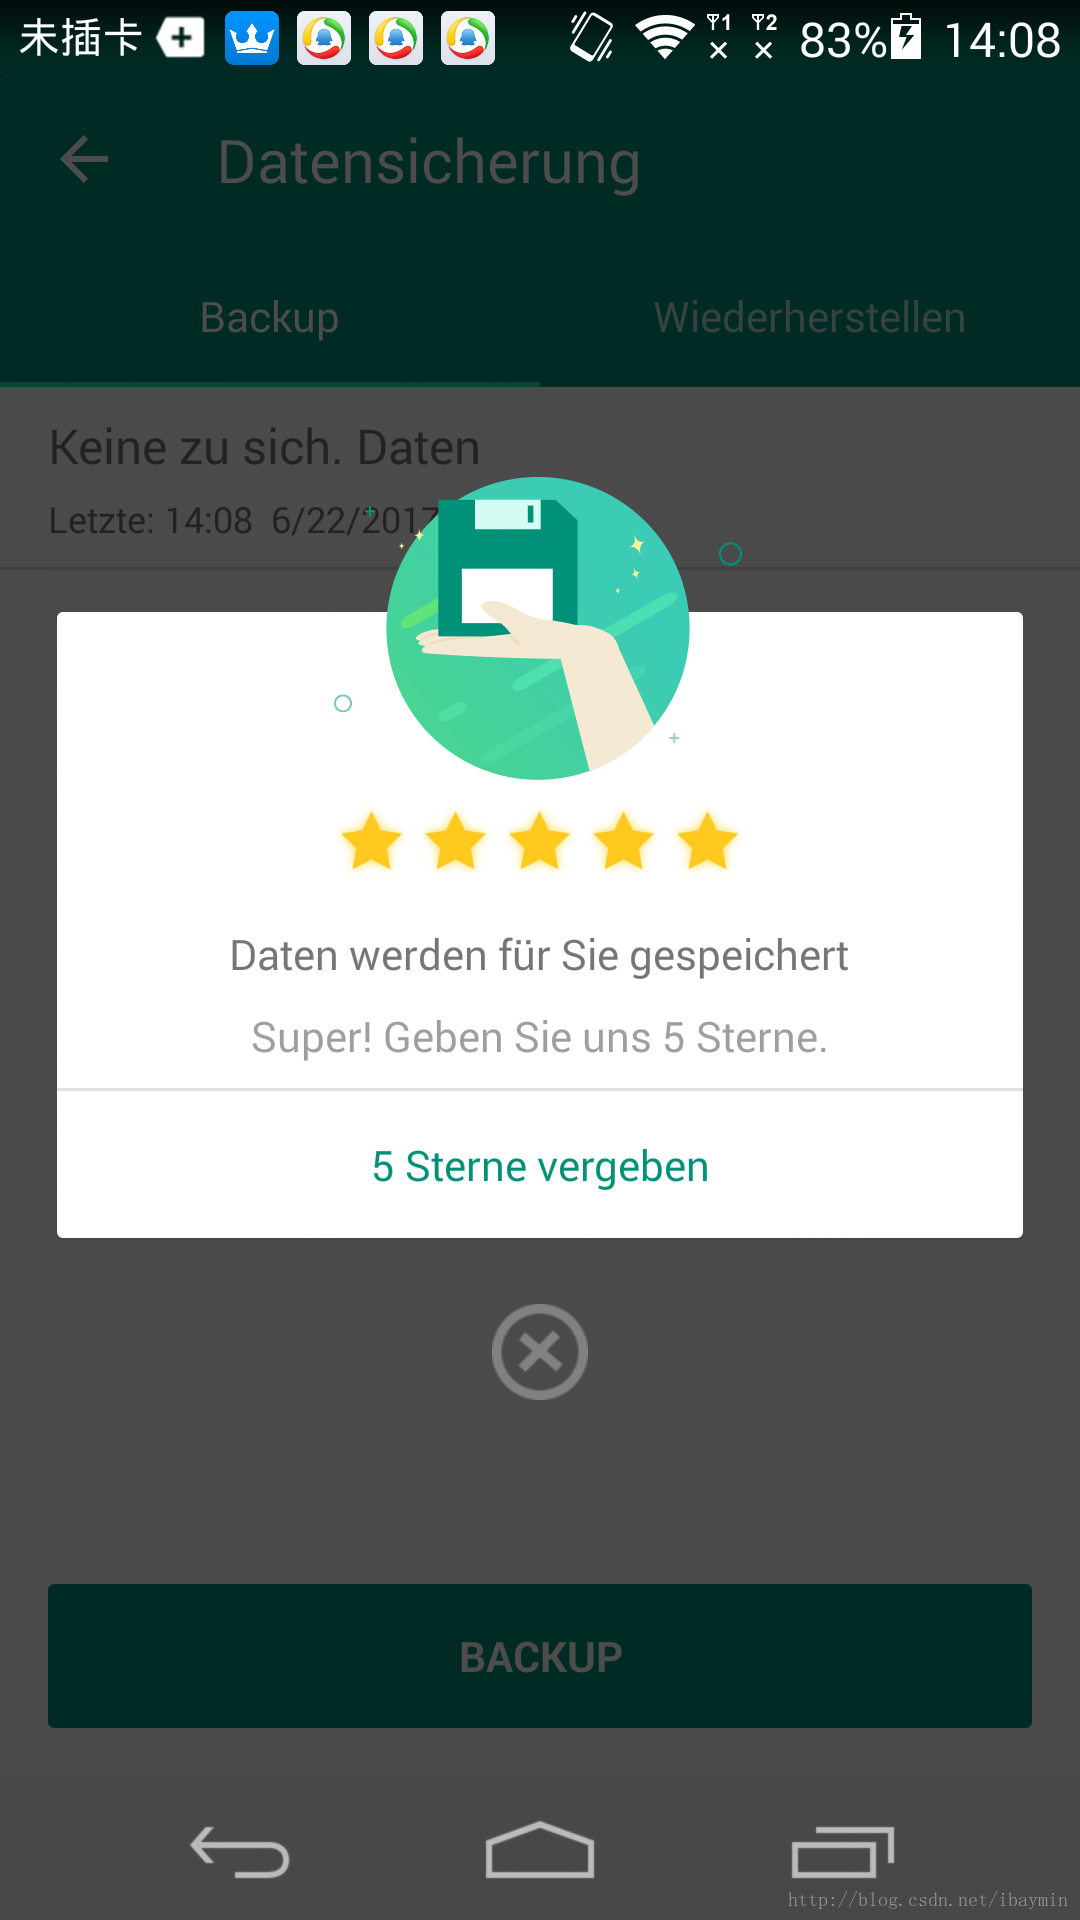 未插卡 1 2 83% 14:08
Datensicherung
Backup Wiederherstellen
Keine zu sich. Daten
Letzte: 14:08 6/22/2017
Daten werden für Sie gespeichert
Super! Geben Sie uns 5 Sterne.
5 Sterne vergeben
BACKUP
http://blog.csdn.net/ibaymin